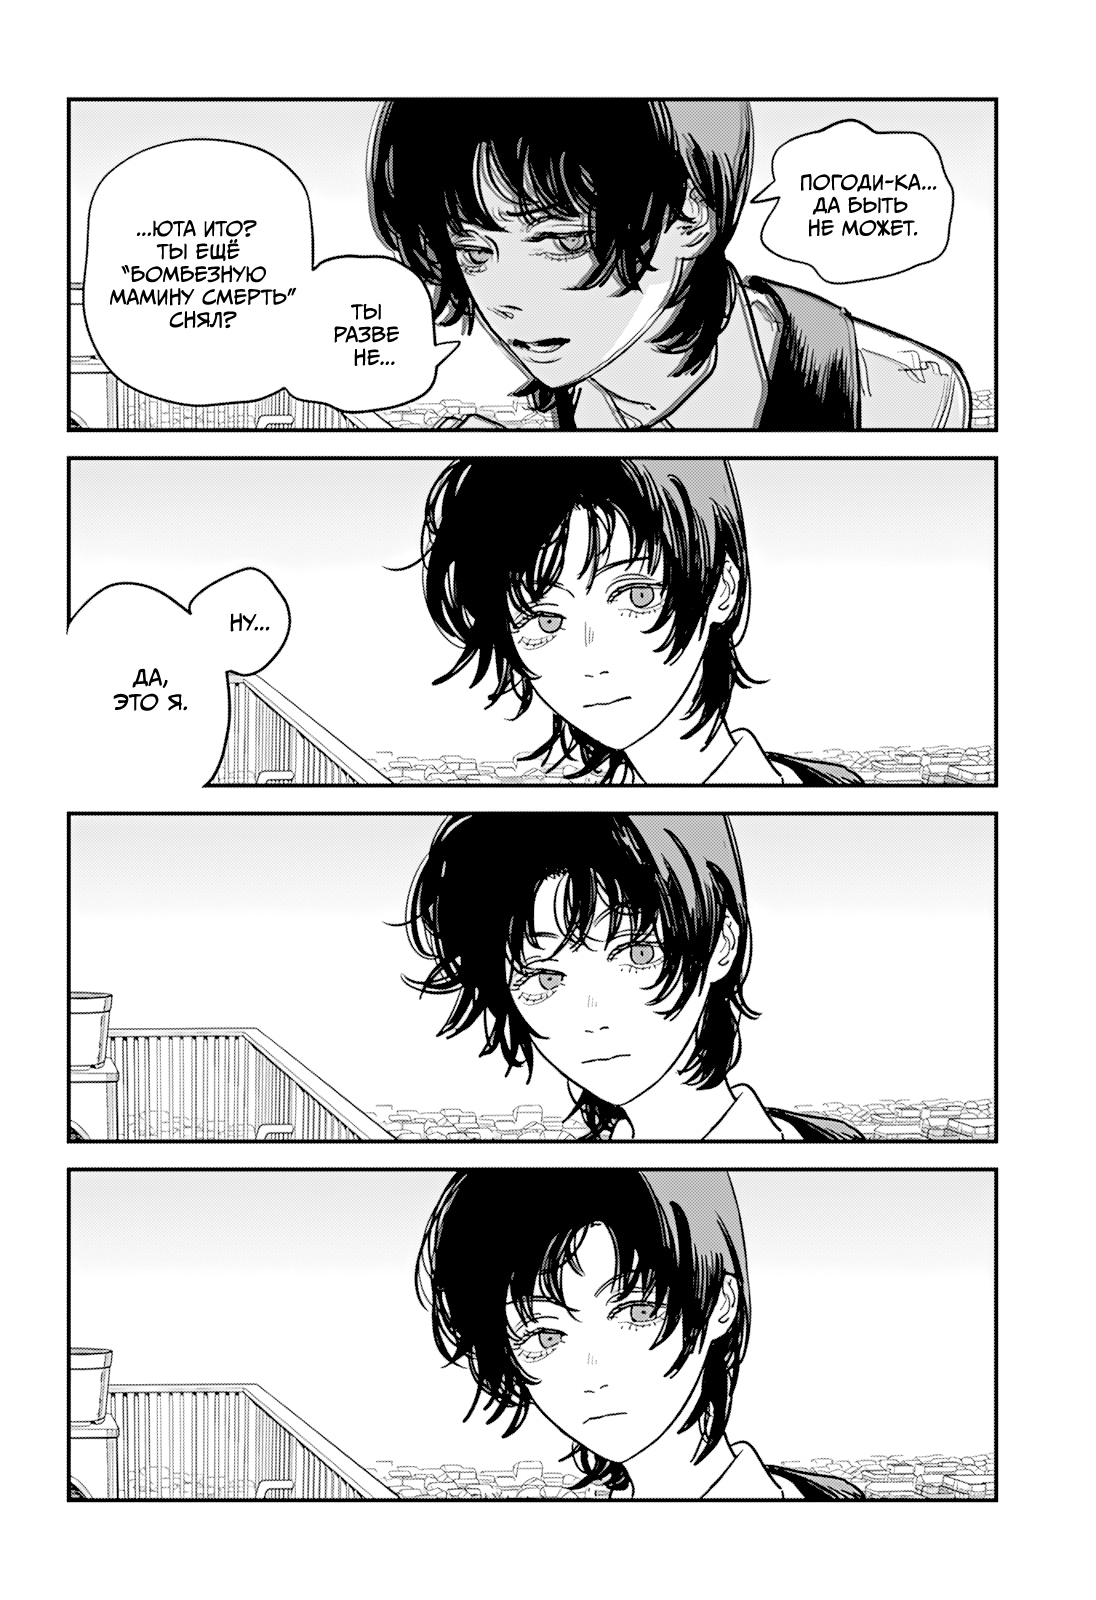 ПОГОДИ-КА...
ДА БЫТЬ
НЕ МОЖЕТ.
ТЫ
РАЗВЕ
НЕ...
...ЮТА ИТО?
ТЫ ЕЩЁ
"БОМБЕЗНУЮ
МАМИНУ СМЕРТЬ"
СНЯЛ?
НУ...
ДА,
ЭТО Я.